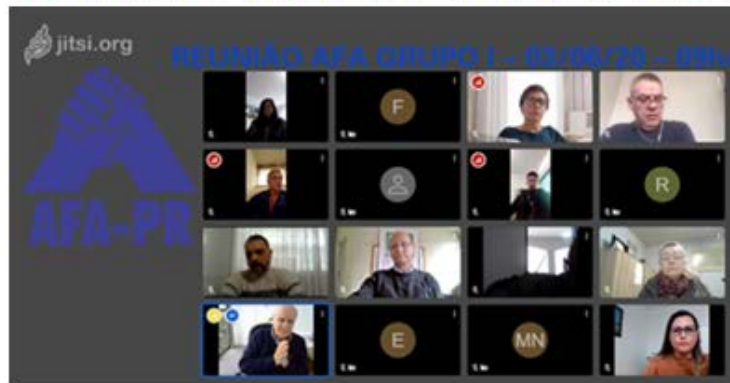 jitsi.org
REUNIÃO AFA GRUPO I - 03/06/20 - 09h
AFA-PR
F
R
E
MN